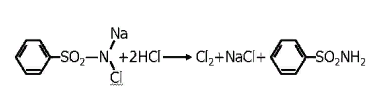 Na
SO₂—N +2HCl → Cl₂+NaCl+ SO₂NH₂
Cl